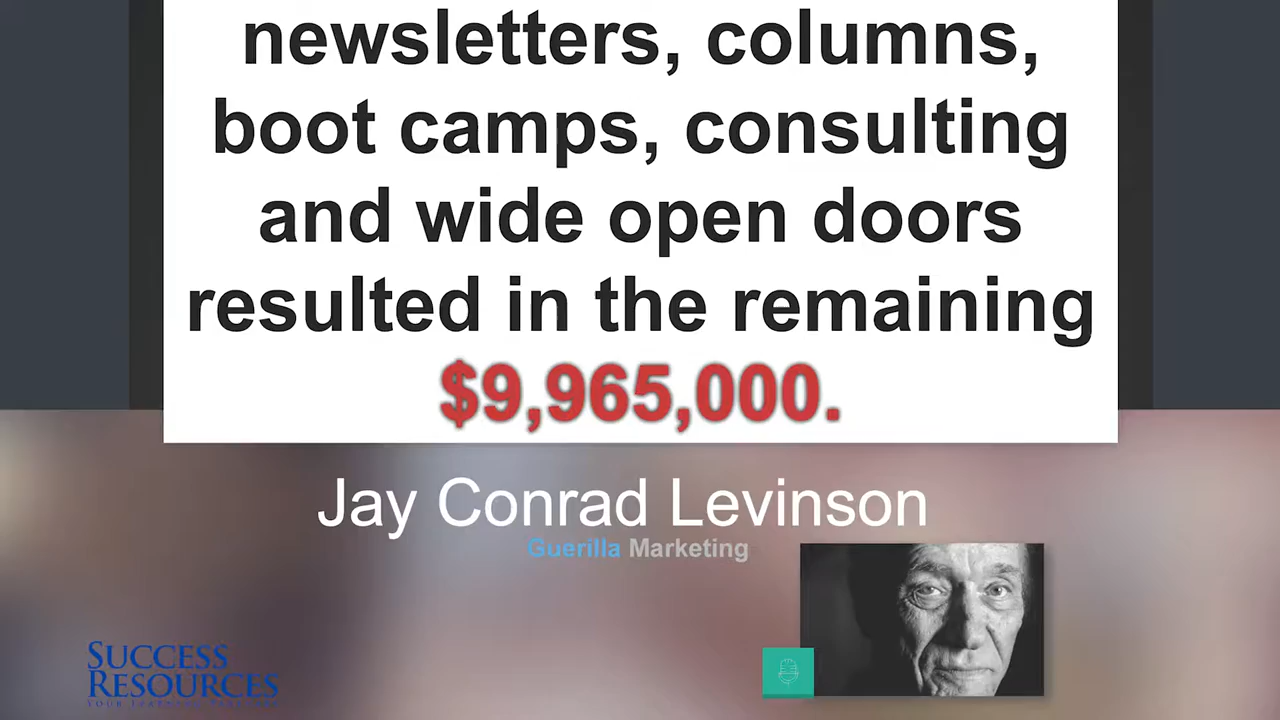 newsletters, columns,
boot camps, consulting
and wide open doors
resulted in the remaining
$9,965,000.
Jay Conrad Levinson
Guerilla Marketing
SUCCESS
RESOURCES